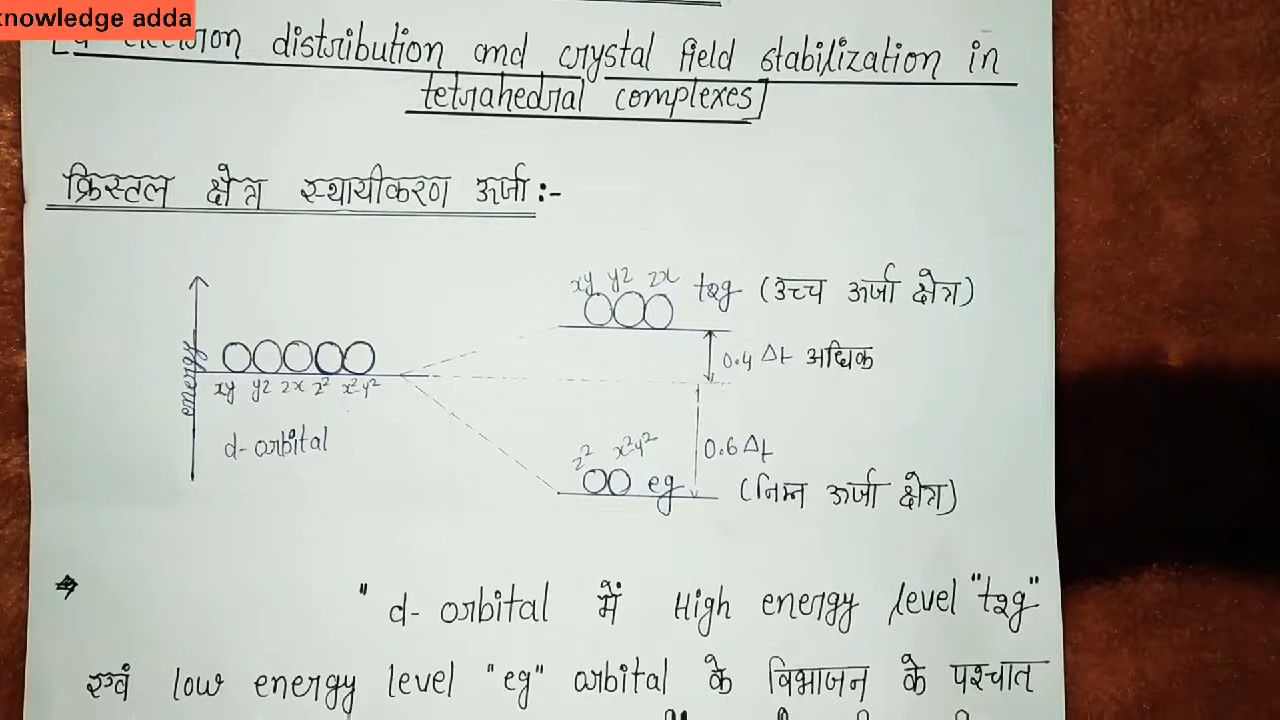 knowledge adda
distribution and crystal field stabilization in
tetrahedral complexes]
क्रिस्टल क्षेत्र स्थायीकरण ऊर्जा :-
xy yz zx t2g (उच्च ऊर्जा क्षेत्र)
0.4 Δt अधिक
energy
xy yz zx z² x²-y²
d-orbital
z² x²-y²
0.6 Δt
eg (निम्न ऊर्जा क्षेत्र)
" d-orbital में High energy level "t2g"
एवं low energy level "eg" orbital के विभाजन के पश्चात